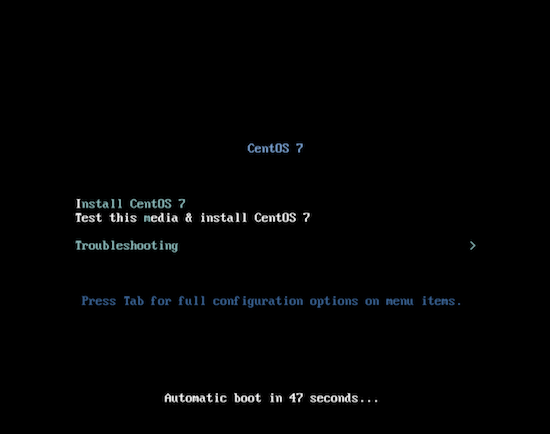 CentOS 7
Install CentOS 7
Test this media & install CentOS 7
Troubleshooting >
Press Tab for full configuration options on menu items.
Automatic boot in 47 seconds...